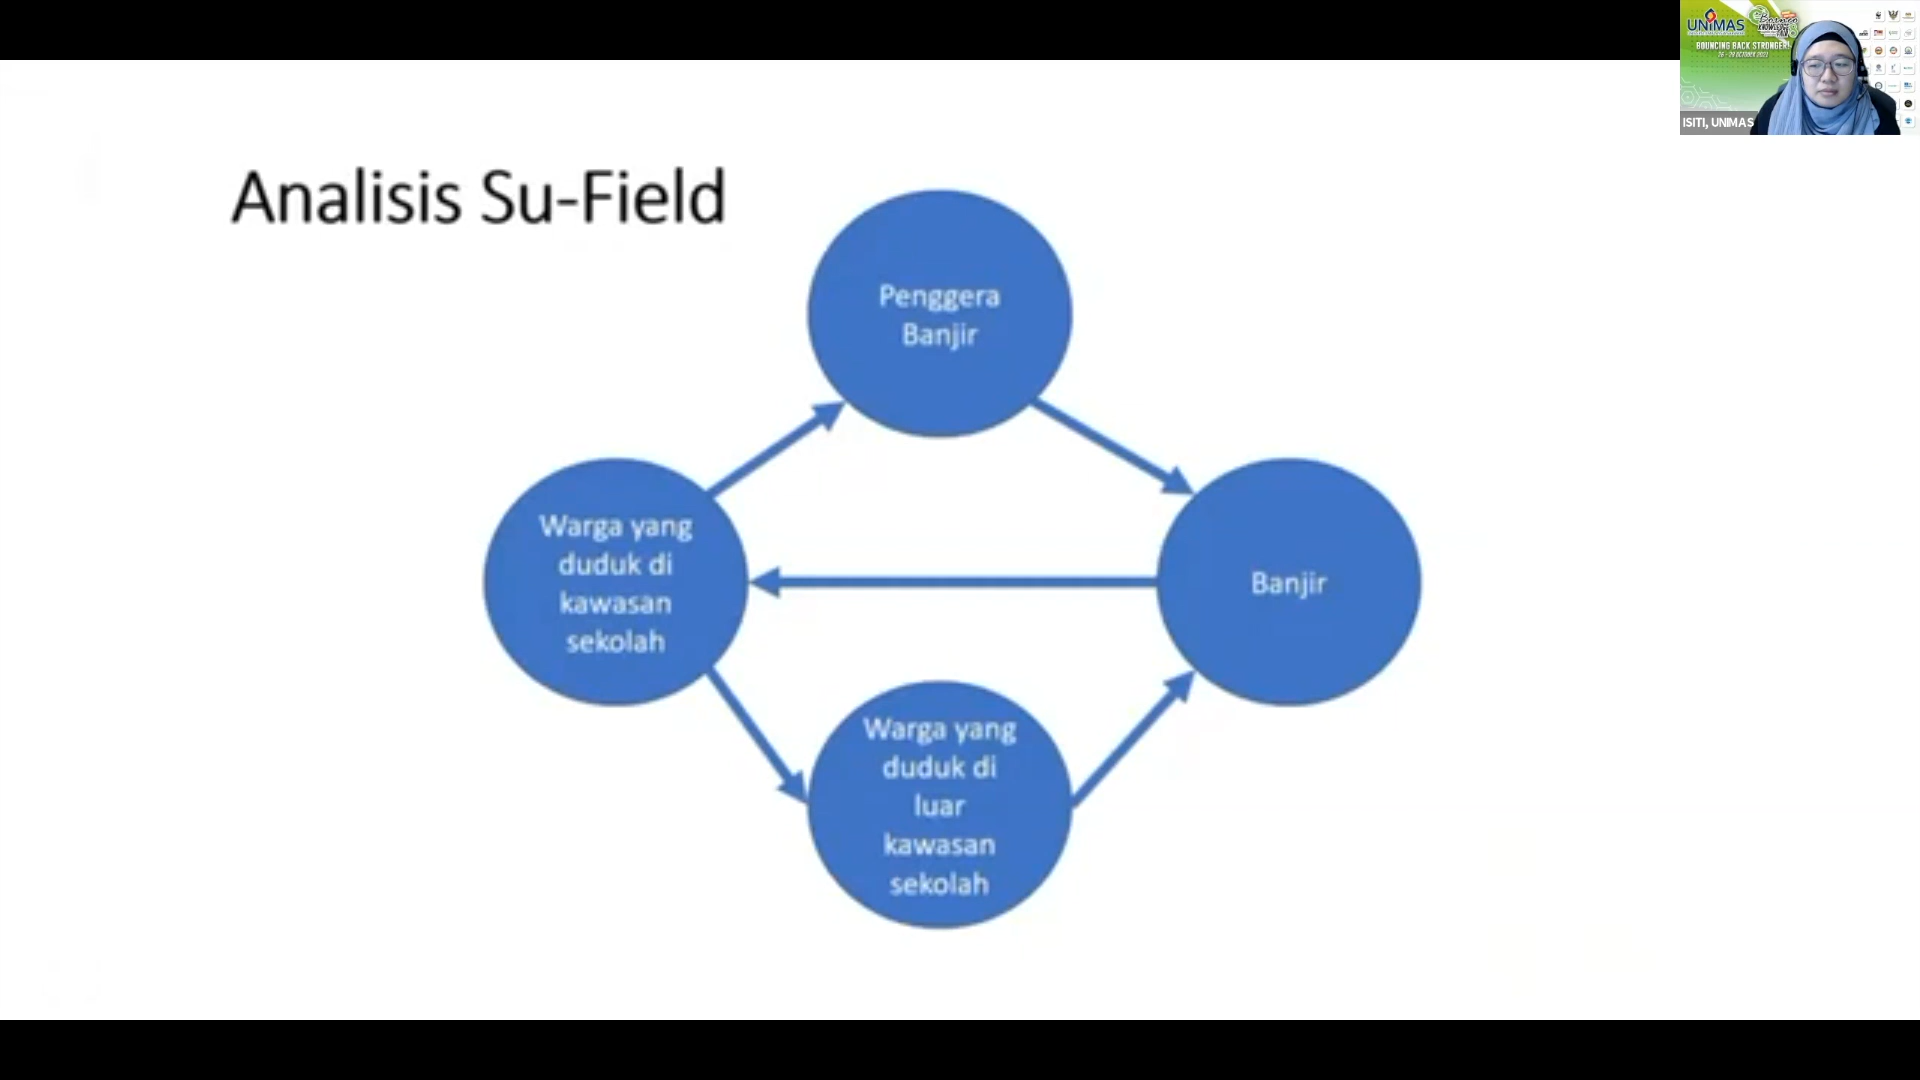 UNIMAS
BOUNCING BACK STRONGER!
ISITI, UNIMAS
Analisis Su-Field
Penggera
Banjir
Warga yang
duduk di
kawasan
sekolah
Banjir
Warga yang
duduk di
luar
kawasan
sekolah